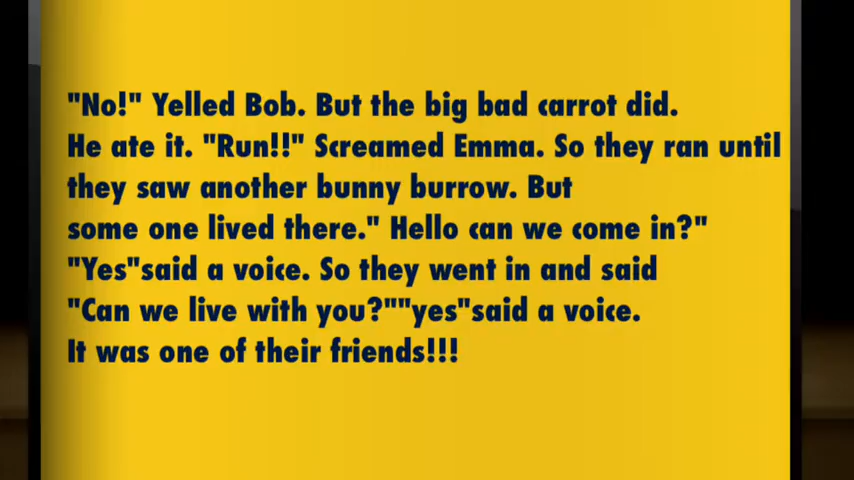 "No!" Yelled Bob. But the big bad carrot did.
He ate it. "Run!!" Screamed Emma. So they ran until
they saw another bunny burrow. But
some one lived there." Hello can we come in?"
"Yes"said a voice. So they went in and said
"Can we live with you?""yes"said a voice.
It was one of their friends!!!